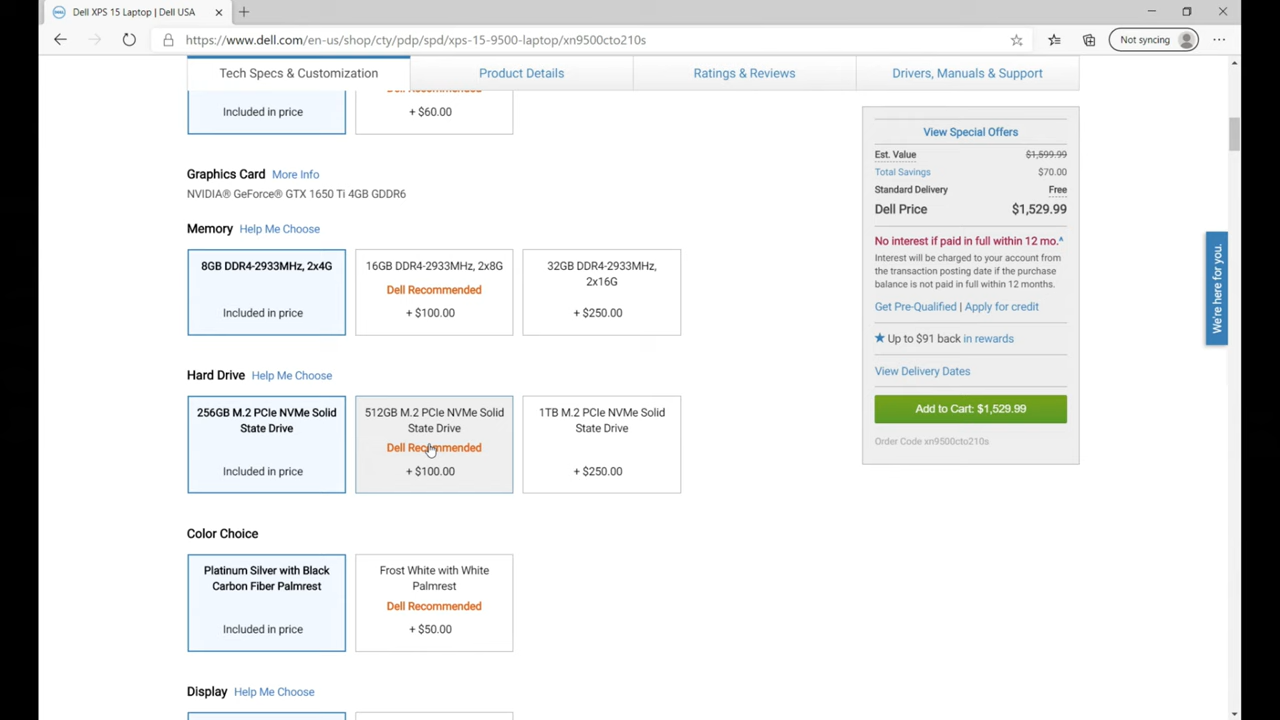 Dell XPS 15 Laptop | Dell USA
https://www.dell.com/en-us/shop/cty/pdp/spd/xps-15-9500-laptop/xn9500cto210s
Not syncing
Tech Specs & Customization
Product Details
Ratings & Reviews
Drivers, Manuals & Support
Dell Recommended
Included in price
+ $60.00
Graphics Card More Info
NVIDIA® GeForce® GTX 1650 Ti 4GB GDDR6
Memory Help Me Choose
8GB DDR4-2933MHz, 2x4G
Included in price
16GB DDR4-2933MHz, 2x8G
Dell Recommended
+ $100.00
32GB DDR4-2933MHz,
2x16G
+ $250.00
Hard Drive Help Me Choose
256GB M.2 PCIe NVMe Solid
State Drive
Included in price
512GB M.2 PCIe NVMe Solid
State Drive
Dell Recommended
+ $100.00
1TB M.2 PCIe NVMe Solid
State Drive
+ $250.00
Color Choice
Platinum Silver with Black
Carbon Fiber Palmrest
Included in price
Frost White with White
Palmrest
Dell Recommended
+ $50.00
Display Help Me Choose
View Special Offers
Est. Value $1,599.99
Total Savings $70.00
Standard Delivery Free
Dell Price $1,529.99
No interest if paid in full within 12 mo.^
Interest will be charged to your account from
the transaction posting date if the purchase
balance is not paid in full within 12 months.
Get Pre-Qualified | Apply for credit
★ Up to $91 back in rewards
View Delivery Dates
Add to Cart: $1,529.99
Order Code xn9500cto210s
We're here for you.